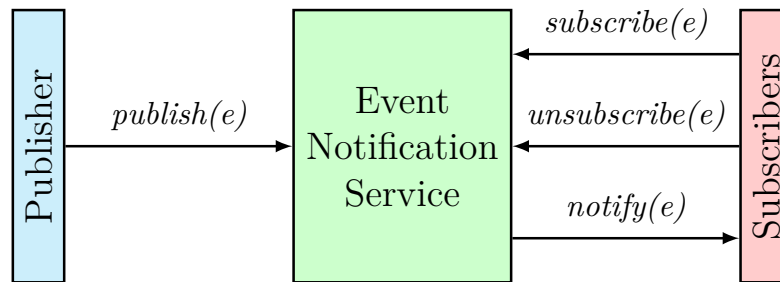 Publisher
publish(e)
Event
Notification
Service
subscribe(e)
unsubscribe(e)
notify(e)
Subscribers